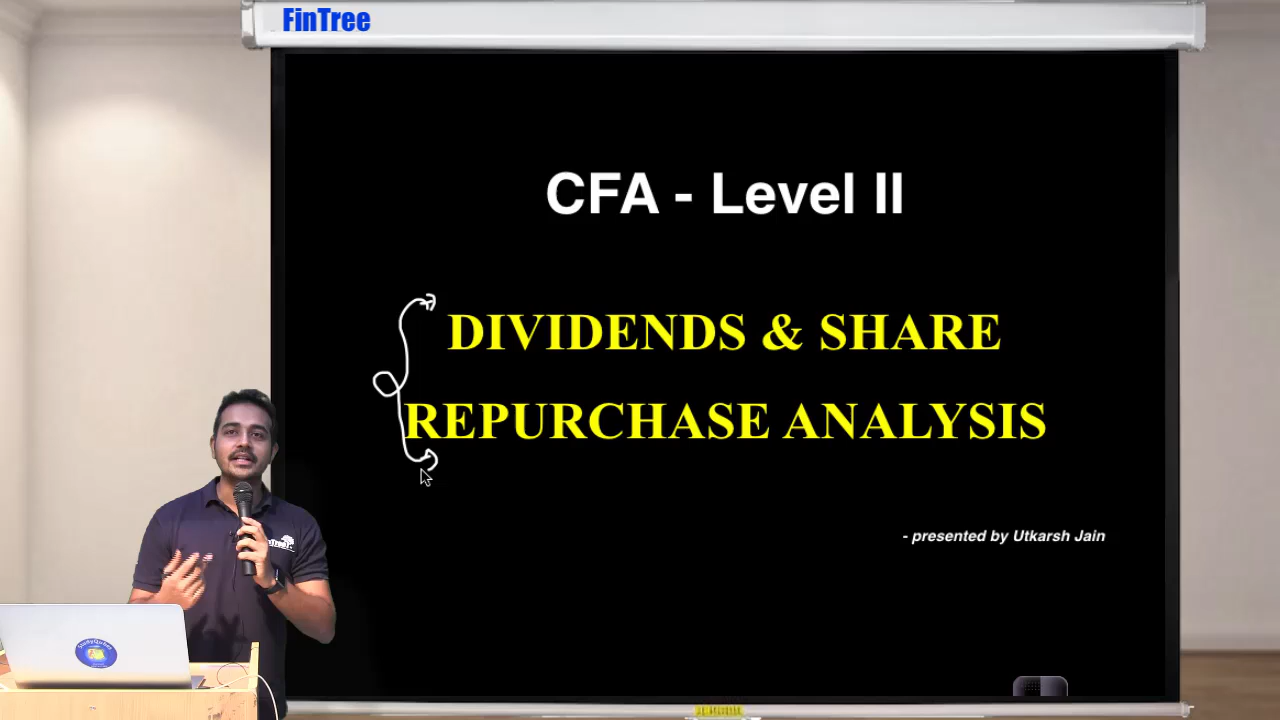 FinTree
CFA - Level II
DIVIDENDS & SHARE
REPURCHASE ANALYSIS
- presented by Utkarsh Jain